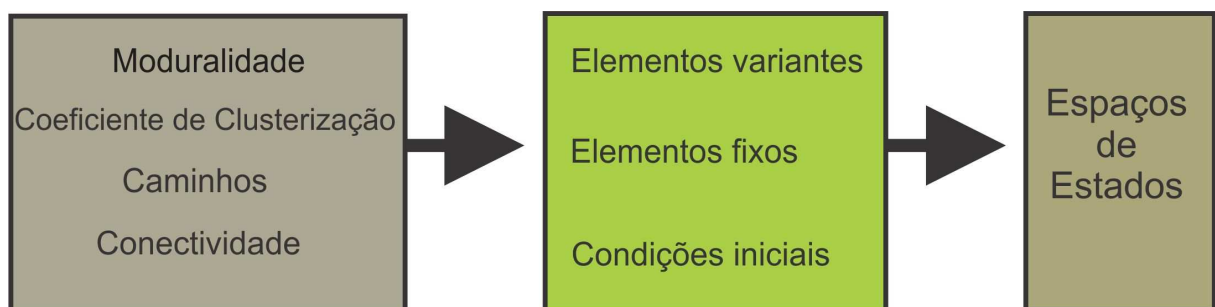 Moduralidade
Coeficiente de Clusterização
Caminhos
Conectividade
Elementos variantes
Elementos fixos
Condições iniciais
Espaços
de
Estados